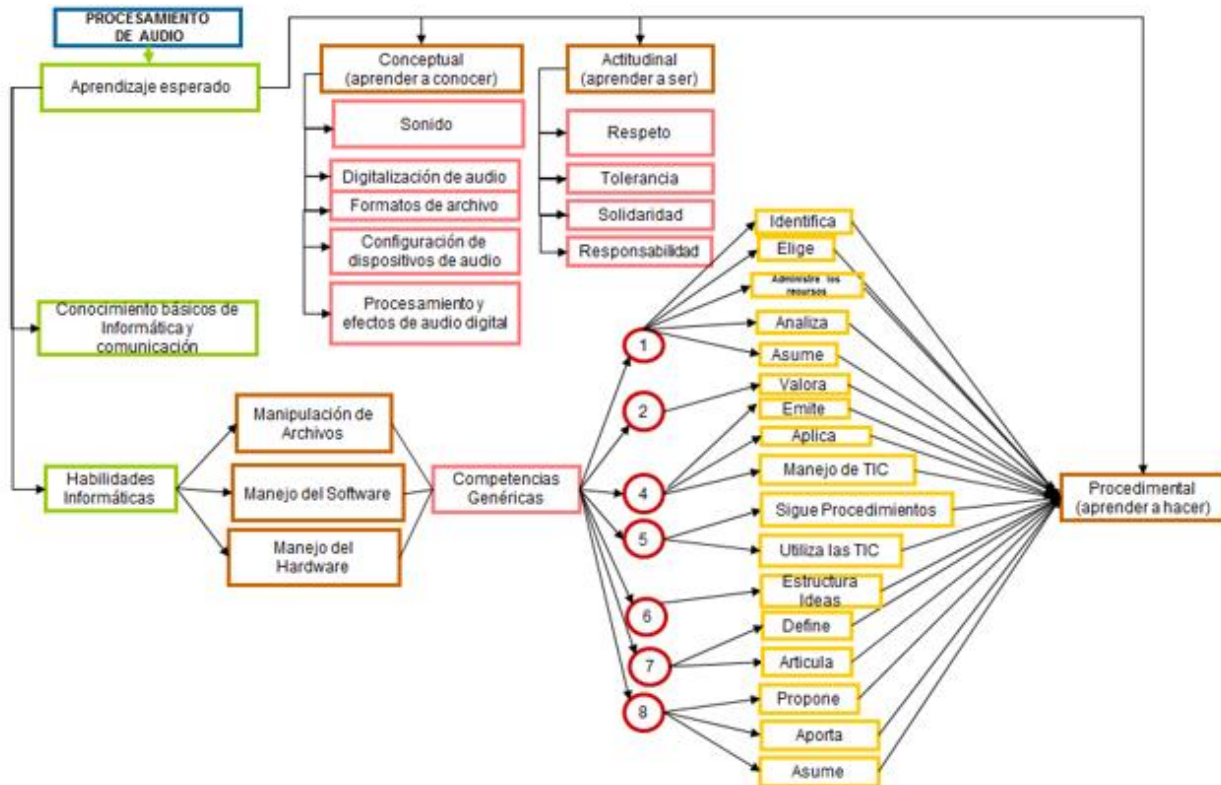 PROCESAMIENTO
DE AUDIO
Aprendizaje esperado
Conceptual
(aprender a conocer)
Actitudinal
(aprender a ser)
Sonido
Digitalización de audio
Formatos de archivo
Configuración de
dispositivos de audio
Procesamiento y
efectos de audio digital
Respeto
Tolerancia
Solidaridad
Responsabilidad
Conocimiento básicos de
Informática y
comunicación
Habilidades
Informáticas
Manipulación de
Archivos
Manejo del Software
Manejo del
Hardware
Competencias
Genéricas
1
2
4
5
6
7
8
Identifica
Elige
Administra los
recursos
Analiza
Asume
Valora
Emite
Aplica
Manejo de TIC
Sigue Procedimientos
Utiliza las TIC
Estructura
Ideas
Define
Articula
Propone
Aporta
Asume
Procedimental
(aprender a hacer)